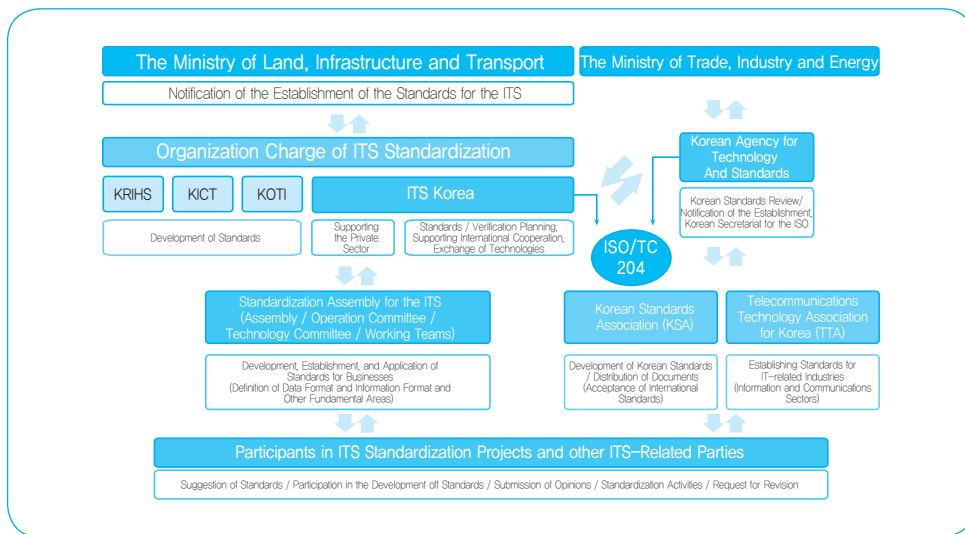 The Ministry of Land, Infrastructure and Transport
Notification of the Establishment of the Standards for the ITS
The Ministry of Trade, Industry and Energy
Organization Charge of ITS Standardization
KRIHS
KICT
KOTI
ITS Korea
Development of Standards
Supporting
the Private
Sector
Standards / Verification Planning,
Supporting International Cooperation,
Exchange of Technologies
Korean Agency for
Technology
And Standards
Korean Standards Review/
Notification of the Establishment,
Korean Secretariat for the ISO
ISO/TC
204
Standardization Assembly for the ITS
(Assembly / Operation Committee /
Technology Committee / Working Teams)
Development, Establishment, and Application of
Standards for Businesses
(Definition of Data Format and Information Format and
Other Fundamental Areas)
Korean Standards
Association (KSA)
Development of Korean Standards
/ Distribution of Documents
(Acceptance of International
Standards)
Telecommunications
Technology Association
for Korea (TTA)
Establishing Standards for
IT-related Industries
(Information and Communications
Sectors)
Participants in ITS Standardization Projects and other ITS-Related Parties
Suggestion of Standards / Participation in the Development off Standards / Submission of Opinions / Standardization Activities / Request for Revision